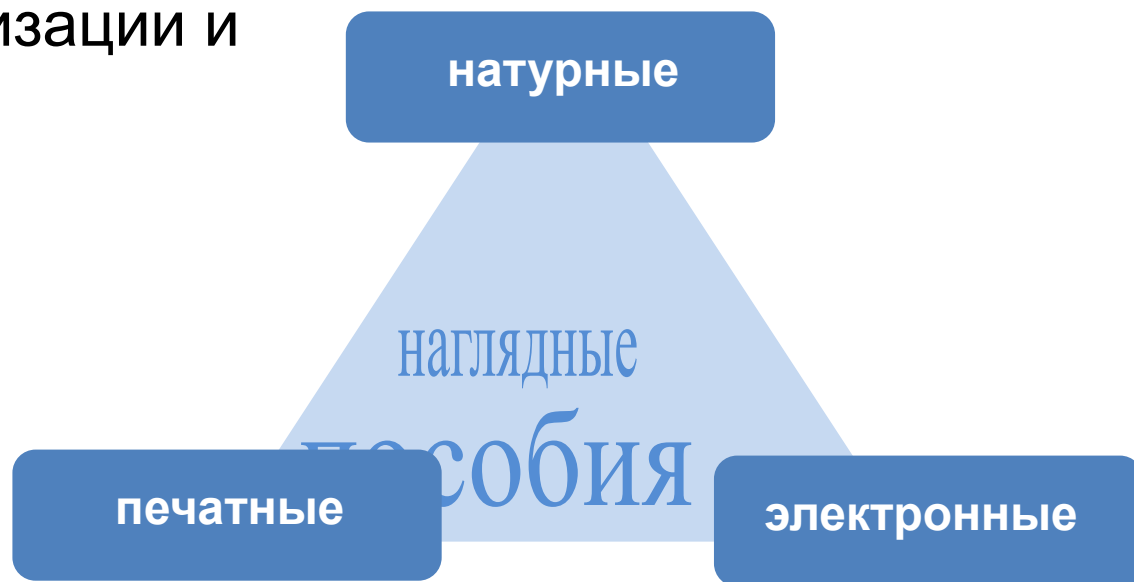 изации и
натурные
наглядные
пособия
печатные
электронные